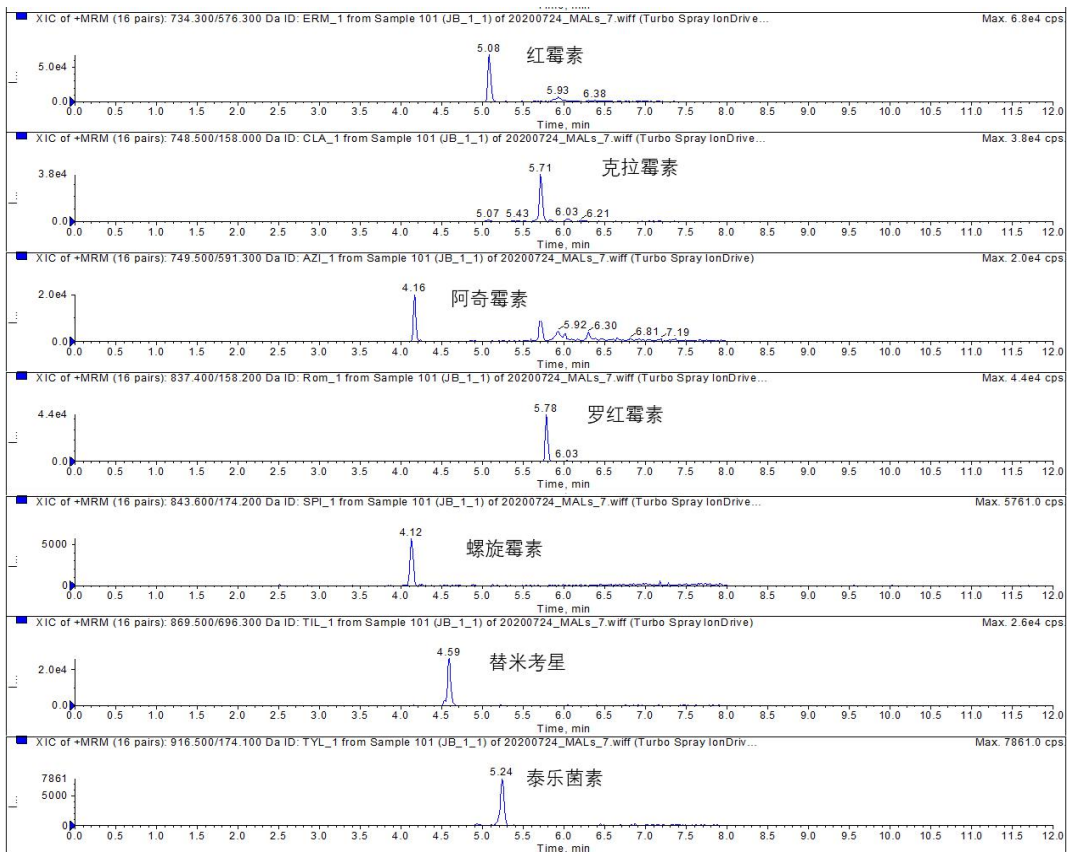 XIC of +MRM (16 pairs): 734.300/576.300 Da ID: ERM_1 from Sample 101 (JB_1_1) of 20200724_MALs_7.wiff (Turbo Spray IonDrive... Max. 6.8e4 cps.
5.08 红霉素
5.0e4
5.93 6.38
0.0
0.0 0.5 1.0 1.5 2.0 2.5 3.0 3.5 4.0 4.5 5.0 5.5 6.0 6.5 7.0 7.5 8.0 8.5 9.0 9.5 10.0 10.5 11.0 11.5 12.0
Time, min
XIC of +MRM (16 pairs): 748.500/158.000 Da ID: CLA_1 from Sample 101 (JB_1_1) of 20200724_MALs_7.wiff (Turbo Spray IonDrive... Max. 3.8e4 cps.
5.71 克拉霉素
3.8e4
5.07 5.43 6.03 6.21
0.0
0.0 0.5 1.0 1.5 2.0 2.5 3.0 3.5 4.0 4.5 5.0 5.5 6.0 6.5 7.0 7.5 8.0 8.5 9.0 9.5 10.0 10.5 11.0 11.5 12.0
Time, min
XIC of +MRM (16 pairs): 749.500/591.300 Da ID: AZI_1 from Sample 101 (JB_1_1) of 20200724_MALs_7.wiff (Turbo Spray IonDrive) Max. 2.0e4 cps.
4.16 阿奇霉素
2.0e4
5.92 6.30 6.81 7.19
0.0
0.0 0.5 1.0 1.5 2.0 2.5 3.0 3.5 4.0 4.5 5.0 5.5 6.0 6.5 7.0 7.5 8.0 8.5 9.0 9.5 10.0 10.5 11.0 11.5 12.0
Time, min
XIC of +MRM (16 pairs): 837.400/158.200 Da ID: Rom_1 from Sample 101 (JB_1_1) of 20200724_MALs_7.wiff (Turbo Spray IonDrive... Max. 4.4e4 cps.
5.78 罗红霉素
4.4e4
6.03
0.0
0.0 0.5 1.0 1.5 2.0 2.5 3.0 3.5 4.0 4.5 5.0 5.5 6.0 6.5 7.0 7.5 8.0 8.5 9.0 9.5 10.0 10.5 11.0 11.5 12.0
Time, min
XIC of +MRM (16 pairs): 843.600/174.200 Da ID: SPI_1 from Sample 101 (JB_1_1) of 20200724_MALs_7.wiff (Turbo Spray IonDrive... Max. 5761.0 cps.
4.12 螺旋霉素
5000
0
0.0 0.5 1.0 1.5 2.0 2.5 3.0 3.5 4.0 4.5 5.0 5.5 6.0 6.5 7.0 7.5 8.0 8.5 9.0 9.5 10.0 10.5 11.0 11.5 12.0
Time, min
XIC of +MRM (16 pairs): 869.500/696.300 Da ID: TIL_1 from Sample 101 (JB_1_1) of 20200724_MALs_7.wiff (Turbo Spray IonDrive) Max. 2.6e4 cps.
4.59 替米考星
2.0e4
0.0
0.0 0.5 1.0 1.5 2.0 2.5 3.0 3.5 4.0 4.5 5.0 5.5 6.0 6.5 7.0 7.5 8.0 8.5 9.0 9.5 10.0 10.5 11.0 11.5 12.0
Time, min
XIC of +MRM (16 pairs): 916.500/174.100 Da ID: TYL_1 from Sample 101 (JB_1_1) of 20200724_MALs_7.wiff (Turbo Spray IonDriv... Max. 7861.0 cps.
5.24 泰乐菌素
7861
5000
0
0.0 0.5 1.0 1.5 2.0 2.5 3.0 3.5 4.0 4.5 5.0 5.5 6.0 6.5 7.0 7.5 8.0 8.5 9.0 9.5 10.0 10.5 11.0 11.5 12.0
Time, min